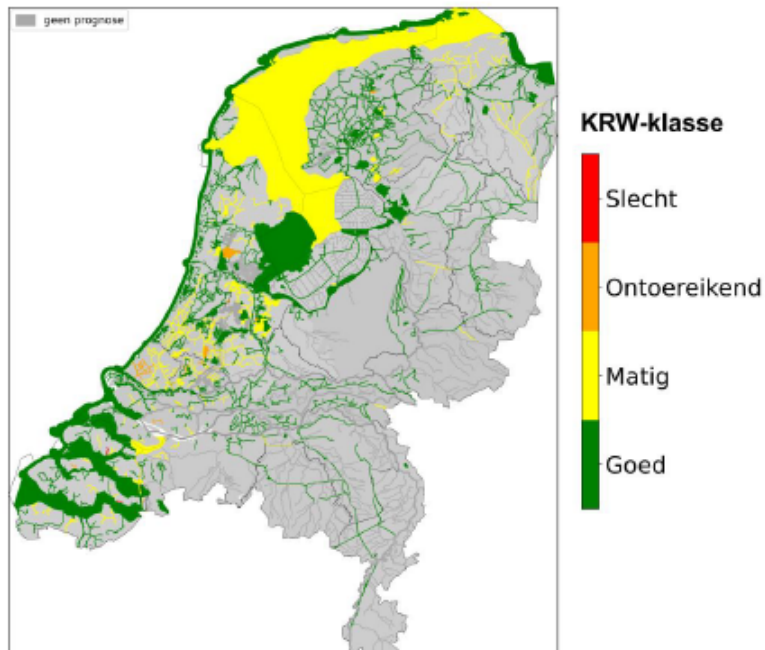 geen prognose
KRW-klasse
Slecht
Ontoereikend
Matig
Goed